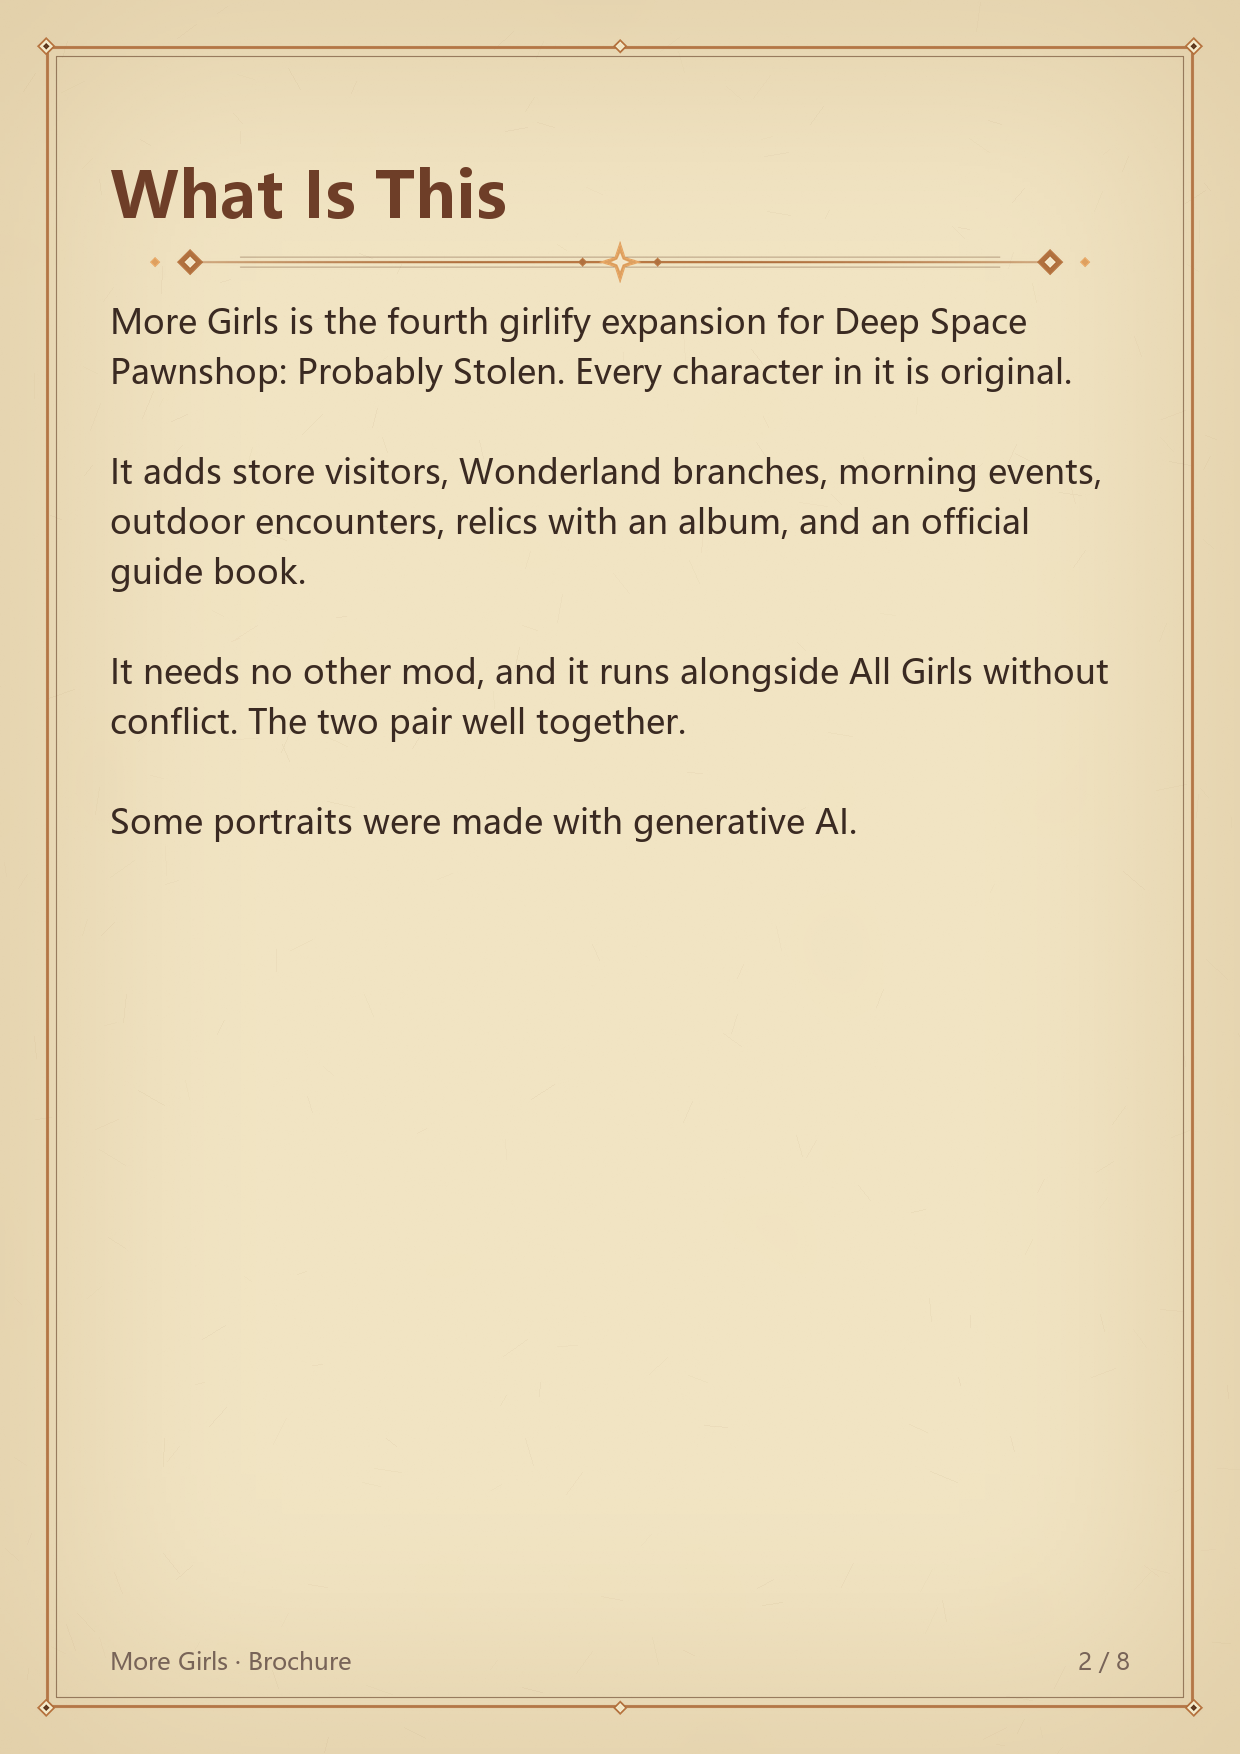 What Is This
More Girls is the fourth girlify expansion for Deep Space
Pawnshop: Probably Stolen. Every character in it is original.
It adds store visitors, Wonderland branches, morning events,
outdoor encounters, relics with an album, and an official
guide book.
It needs no other mod, and it runs alongside All Girls without
conflict. The two pair well together.
Some portraits were made with generative AI.
More Girls · Brochure
2 / 8